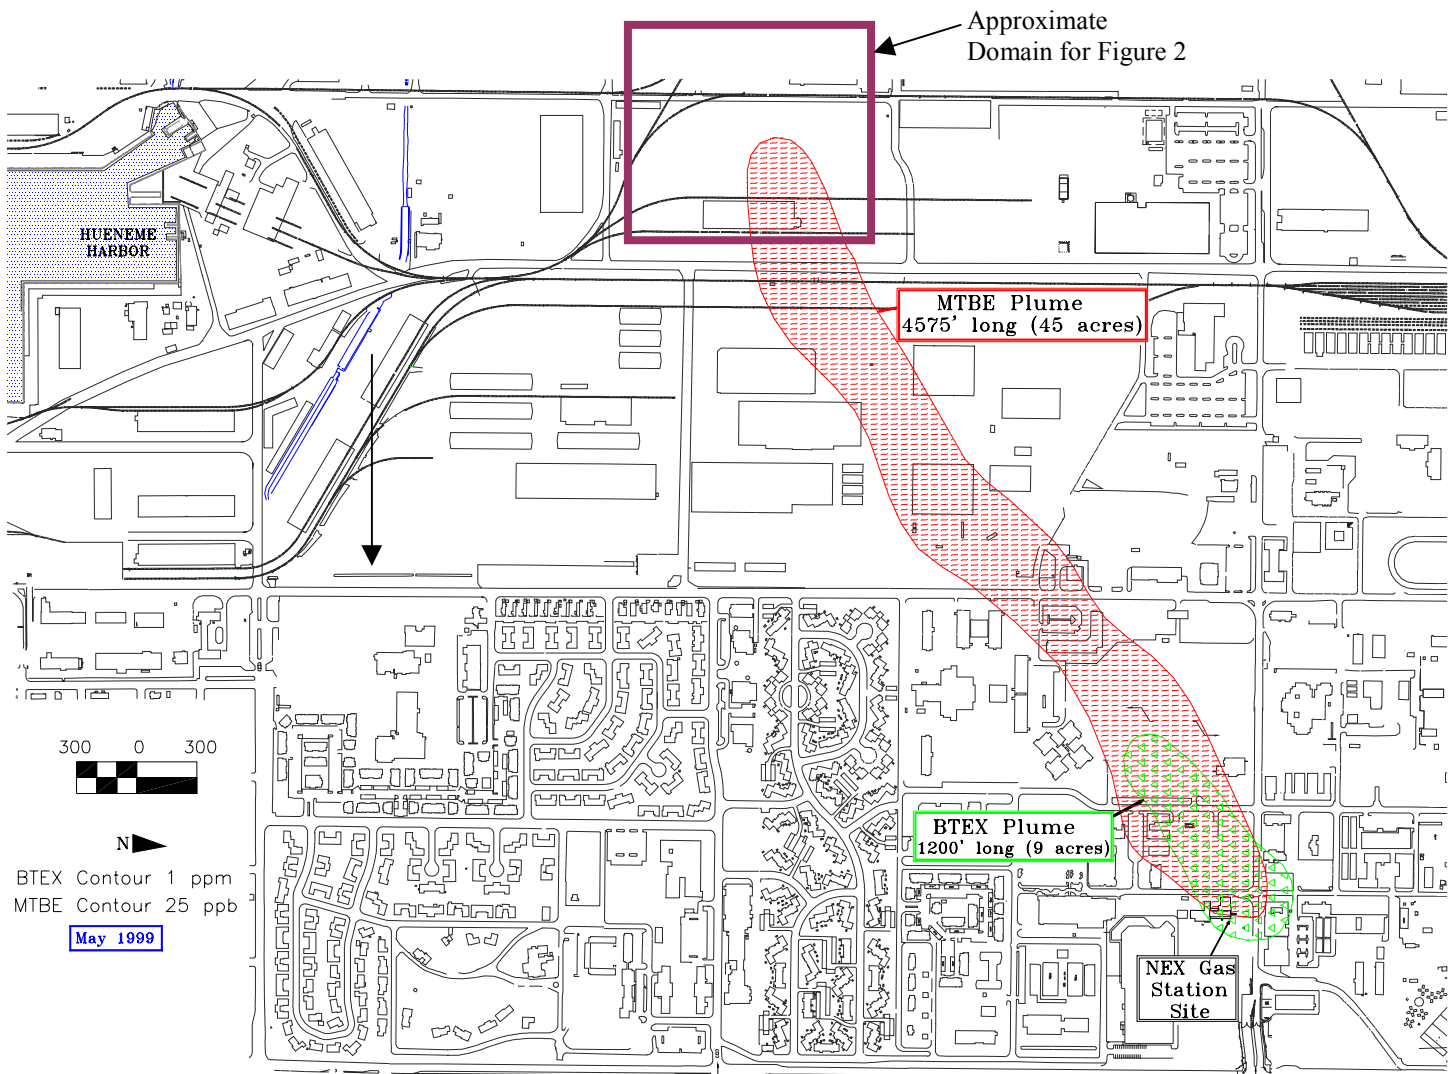 Approximate
Domain for Figure 2
HUENEME
HARBOR
MTBE Plume
4575' long (45 acres)
300 0 300
N
BTEX Plume
1200' long (9 acres)
BTEX Contour 1 ppm
MTBE Contour 25 ppb
May 1999
NEX Gas
Station
Site